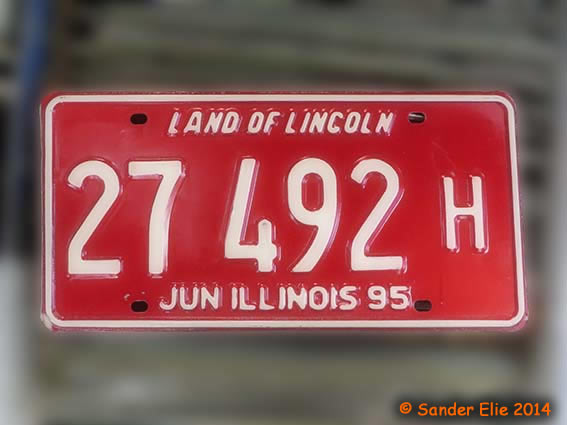 LAND OF LINCOLN
27 492 H
JUN ILLINOIS 95
© Sander Elie 2014